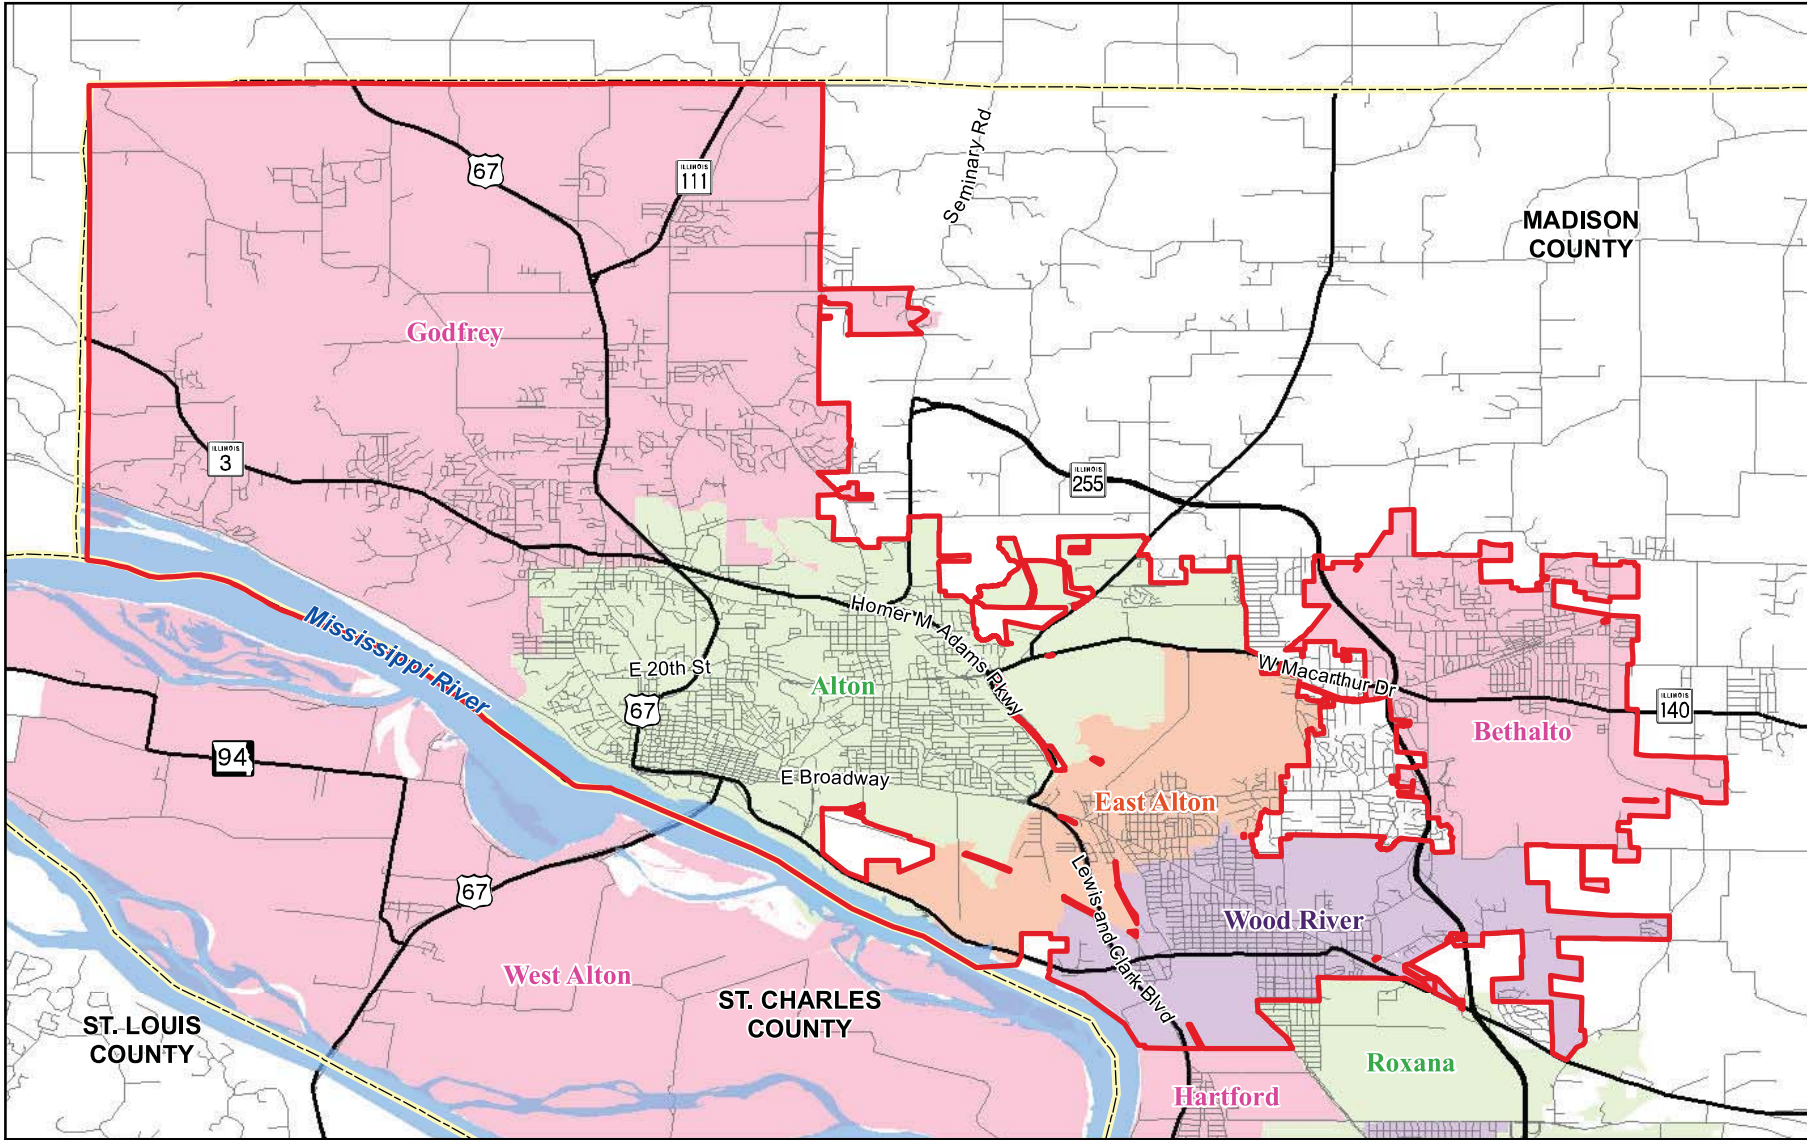 Seminary Rd
67
ILLINOIS
111
MADISON
COUNTY
Godfrey
ILLINOIS
3
ILLINOIS
255
Homer M Adams Pkwy
Mississippi River
E 20th St
Alton
W Macarthur Dr
67
ILLINOIS
140
Bethalto
94
E Broadway
East Alton
67
Lewis and Clark Blvd
Wood River
West Alton
ST. CHARLES
COUNTY
ST. LOUIS
COUNTY
Roxana
Hartford